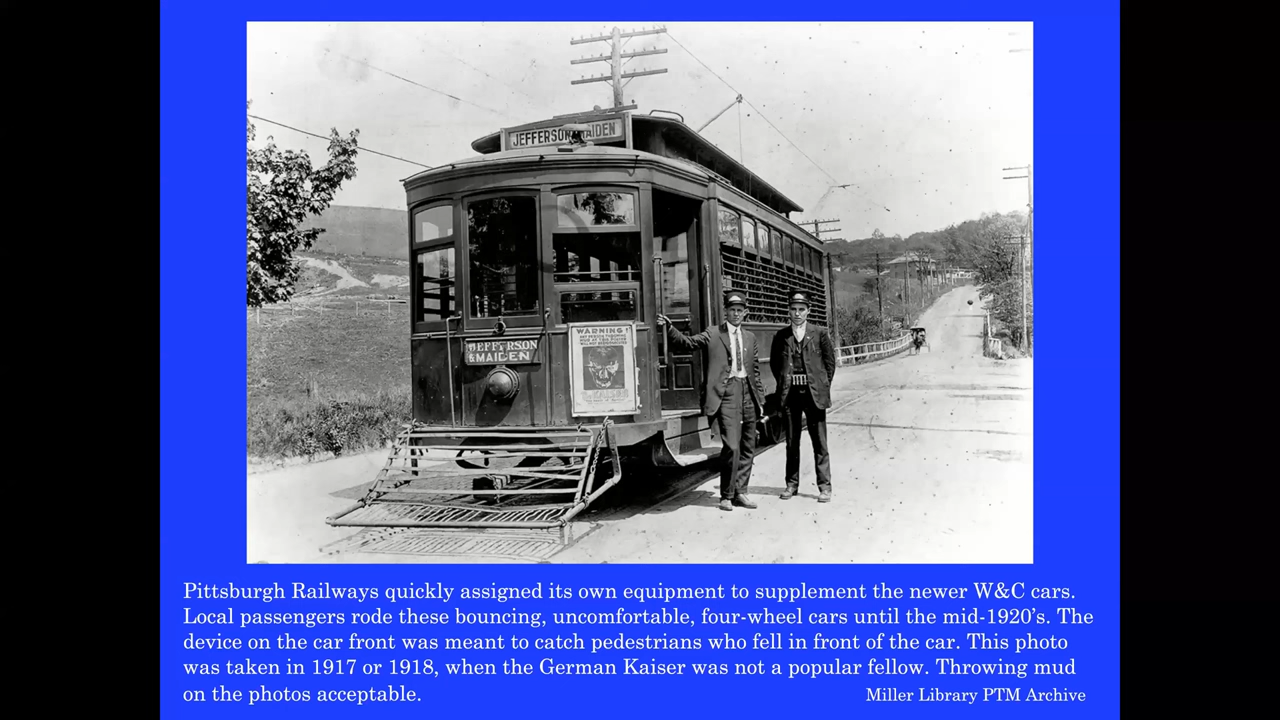 JEFFERSON MAIDEN
JEFFERSON
& MAIDEN
WARNING!
KAISER
Pittsburgh Railways quickly assigned its own equipment to supplement the newer W&C cars.
Local passengers rode these bouncing, uncomfortable, four-wheel cars until the mid-1920’s. The
device on the car front was meant to catch pedestrians who fell in front of the car. This photo
was taken in 1917 or 1918, when the German Kaiser was not a popular fellow. Throwing mud
on the photos acceptable.
Miller Library PTM Archive